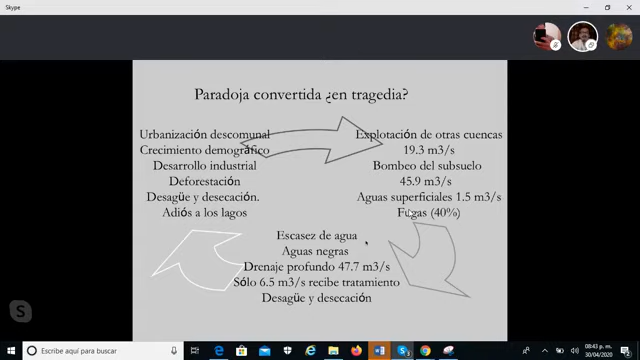 Skype
Paradoja convertida ¿en tragedia?
Urbanización descomunal
Crecimiento demográfico
Desarrollo industrial
Deforestación
Desagüe y desecación.
Adiós a los lagos
Explotación de otras cuencas
19.3 m3/s
Bombeo del subsuelo
45.9 m3/s
Aguas superficiales 1.5 m3/s
Fugas (40%)
Escasez de agua
Aguas negras
Drenaje profundo 47.7 m3/s
Sólo 6.5 m3/s recibe tratamiento
Desagüe y desecación
Escribe aquí para buscar
08:43 p. m.
30/04/2020